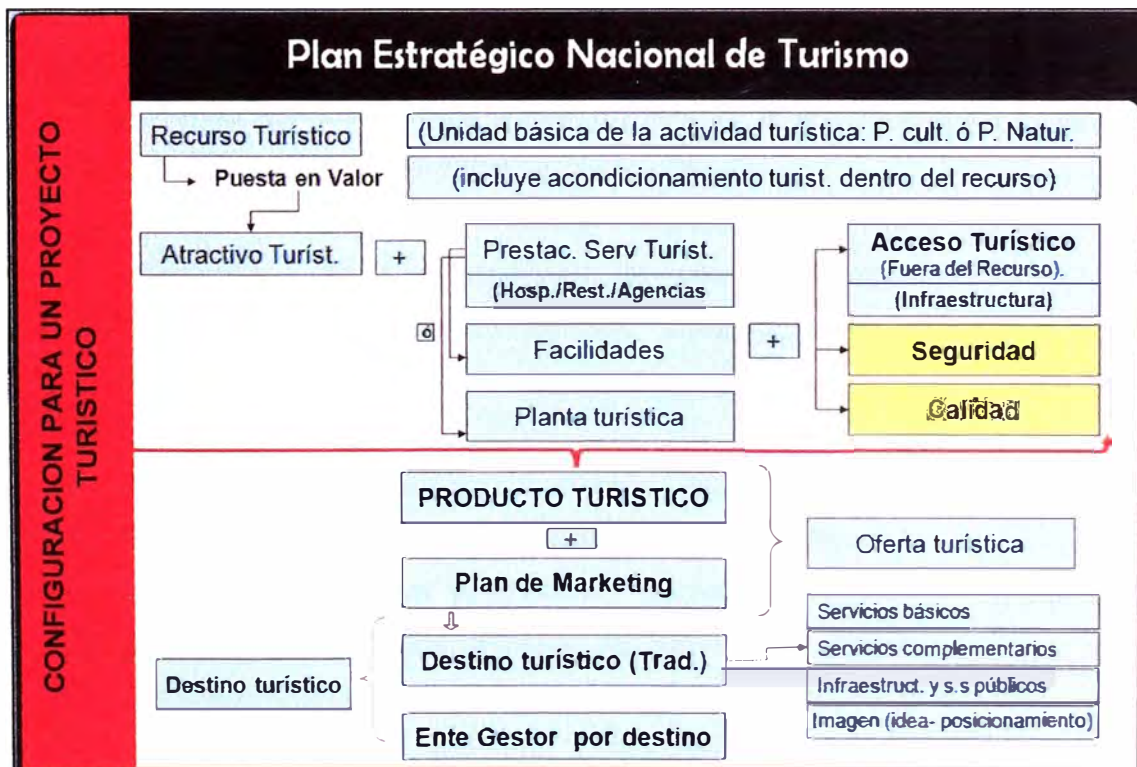 Plan Estratégico Nacional de Turismo
CONFIGURACION PARA UN PROYECTO
TURISTICO
Recurso Turístico
(Unidad básica de la actividad turística: P. cult. ó P. Natur.
Puesta en Valor
(incluye acondicionamiento turist. dentro del recurso)
Atractivo Turíst.
+
Prestac. Serv Turíst.
(Hosp./Rest./Agencias
ó
Facilidades
Planta turística
+
Acceso Turístico
(Fuera del Recurso).
(Infraestructura)
Seguridad
Calidad
PRODUCTO TURISTICO
+
Plan de Marketing
Oferta turística
Destino turístico
Destino turístico (Trad.)
Ente Gestor por destino
Servicios básicos
Servicios complementarios
Infraestruct. y s.s públicos
Imagen (idea- posicionamiento)